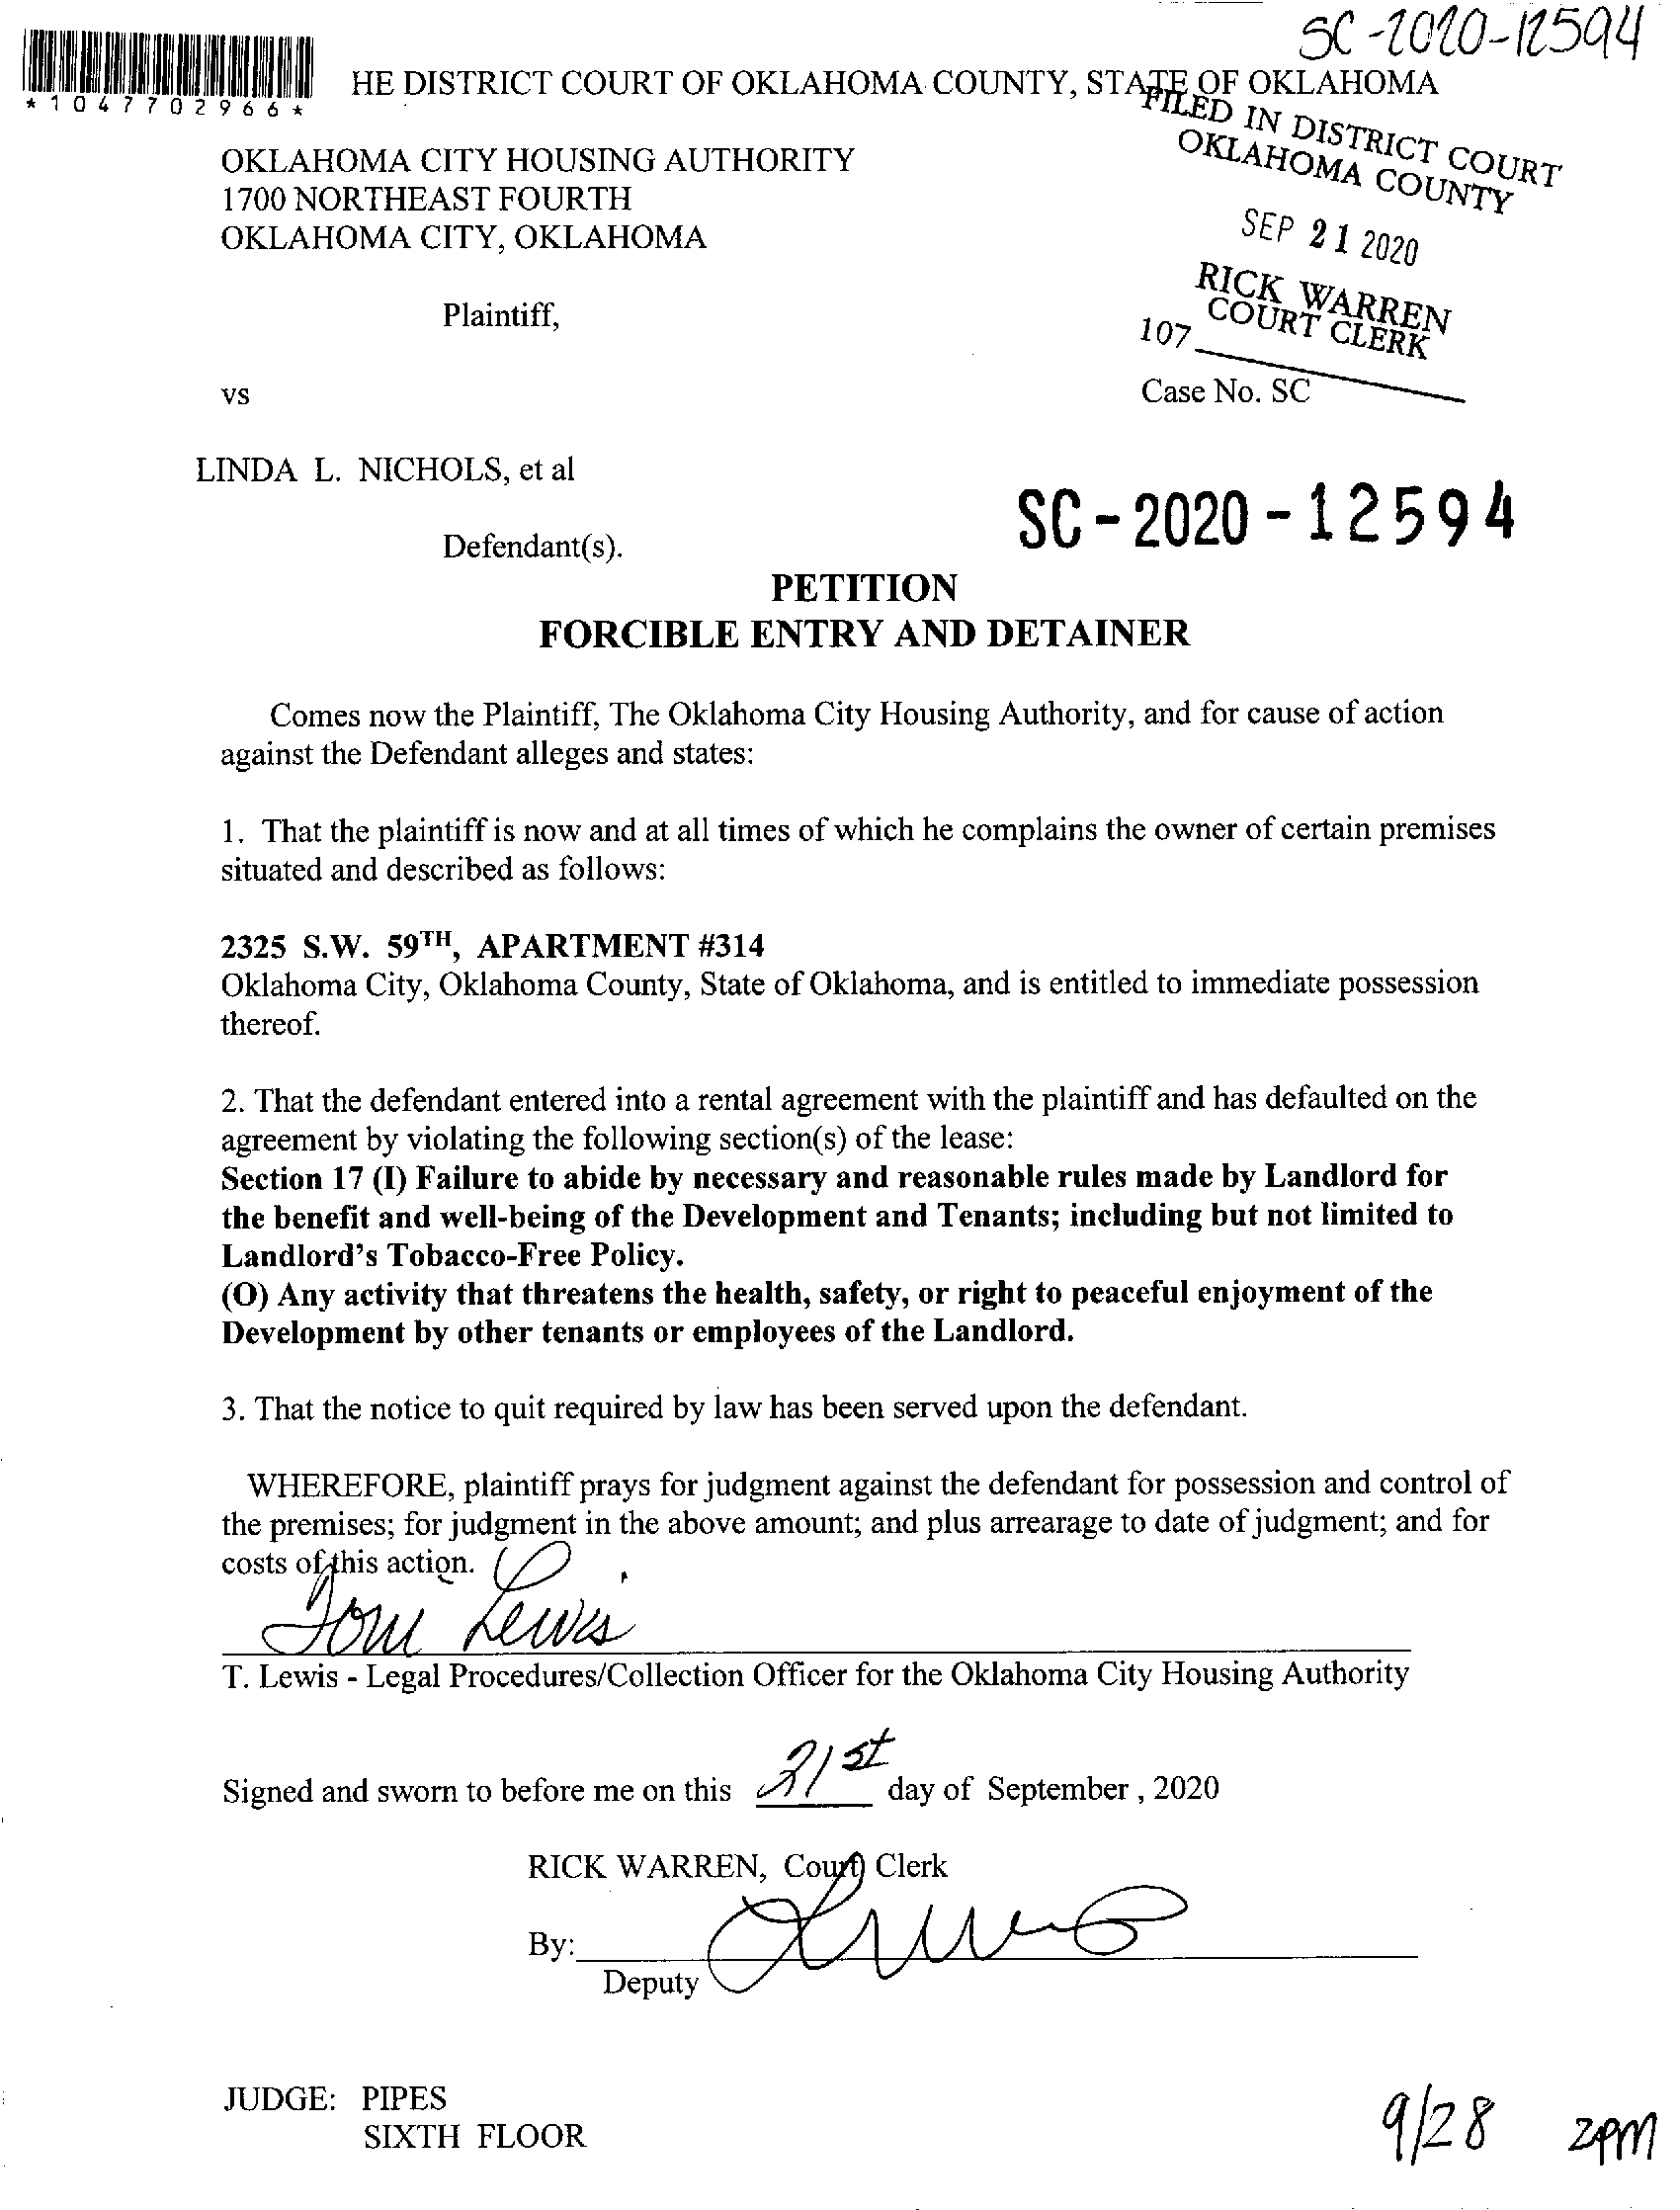 SC-2020-12594
*1047702966*
HE DISTRICT COURT OF OKLAHOMA COUNTY, STATE OF OKLAHOMA
FILED IN DISTRICT COURT
OKLAHOMA COUNTY
OKLAHOMA CITY HOUSING AUTHORITY
1700 NORTHEAST FOURTH
OKLAHOMA CITY, OKLAHOMA
SEP 21 2020
RICK WARREN
COURT CLERK
107
Plaintiff,
vs
Case No. SC
LINDA L. NICHOLS, et al
SC-2020-12594
Defendant(s).
PETITION
FORCIBLE ENTRY AND DETAINER
Comes now the Plaintiff, The Oklahoma City Housing Authority, and for cause of action
against the Defendant alleges and states:
1. That the plaintiff is now and at all times of which he complains the owner of certain premises
situated and described as follows:
2325 S.W. 59TH, APARTMENT #314
Oklahoma City, Oklahoma County, State of Oklahoma, and is entitled to immediate possession
thereof.
2. That the defendant entered into a rental agreement with the plaintiff and has defaulted on the
agreement by violating the following section(s) of the lease:
Section 17 (I) Failure to abide by necessary and reasonable rules made by Landlord for
the benefit and well-being of the Development and Tenants; including but not limited to
Landlord's Tobacco-Free Policy.
(O) Any activity that threatens the health, safety, or right to peaceful enjoyment of the
Development by other tenants or employees of the Landlord.
3. That the notice to quit required by law has been served upon the defendant.
WHEREFORE, plaintiff prays for judgment against the defendant for possession and control of
the premises; for judgment in the above amount; and plus arrearage to date of judgment; and for
costs of this action.
Lewis
T. Lewis - Legal Procedures/Collection Officer for the Oklahoma City Housing Authority
Signed and sworn to before me on this 21st day of September , 2020
RICK WARREN, Court Clerk
By:
Deputy
JUDGE: PIPES
SIXTH FLOOR
9/28 2pm